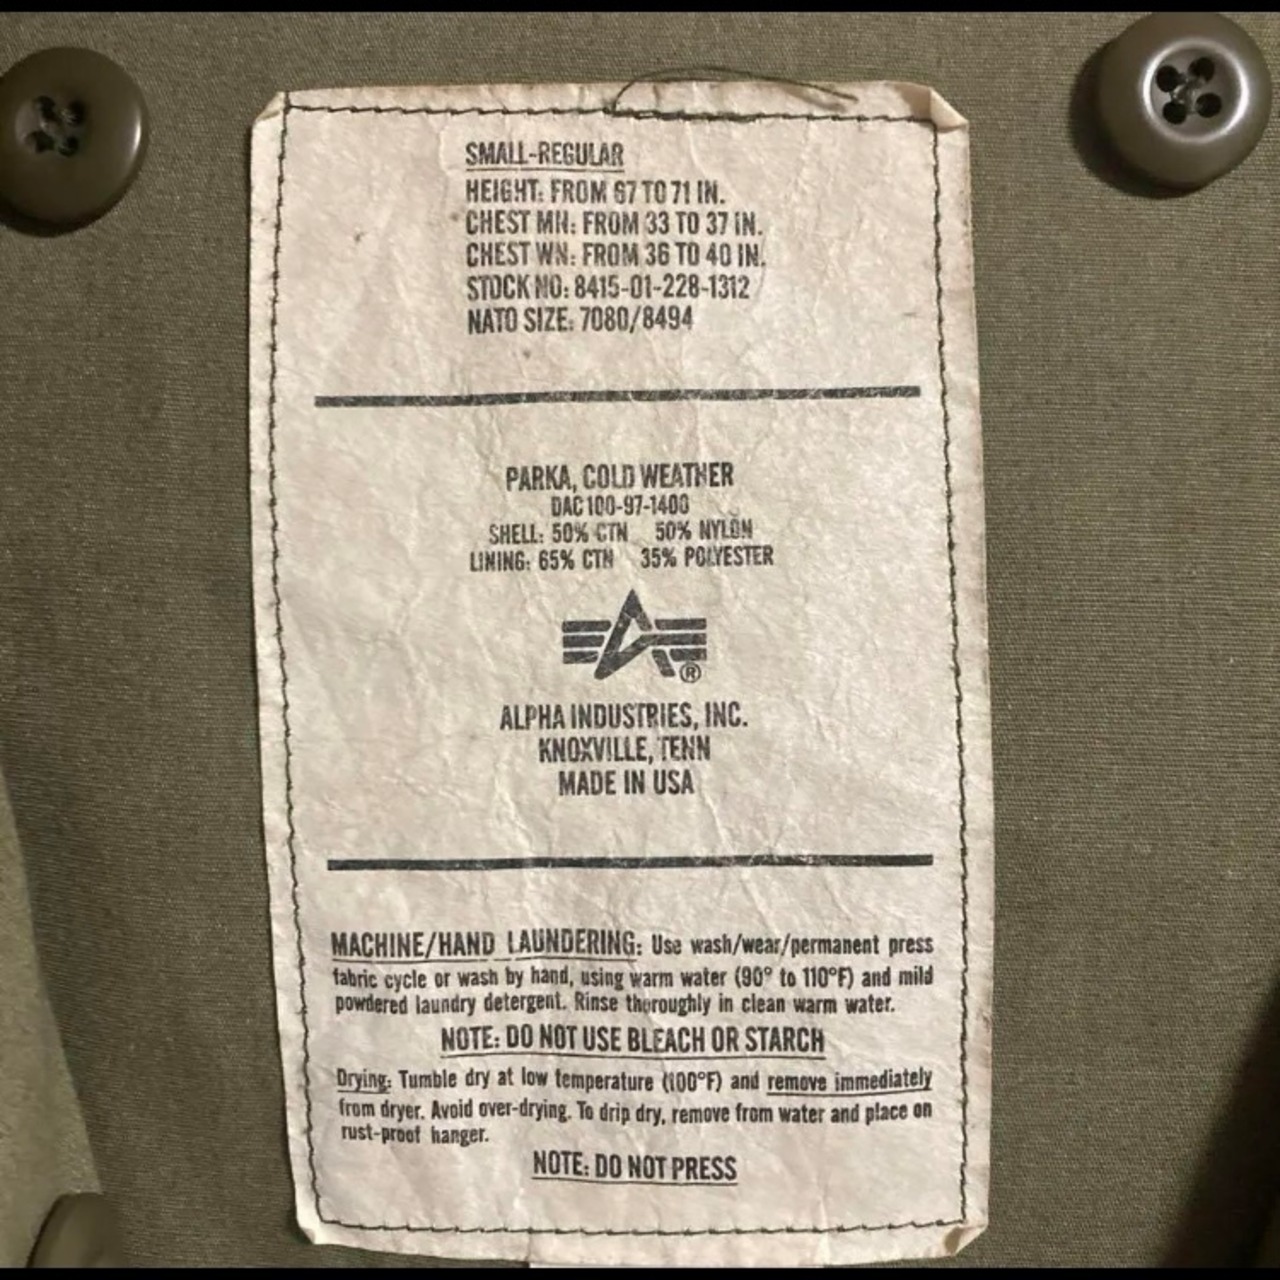 SMALL-REGULAR
HEIGHT: FROM 67 TO 71 IN.
CHEST MN: FROM 33 TO 37 IN.
CHEST WN: FROM 36 TO 40 IN.
STOCK NO: 8415-01-228-1312
NATO SIZE: 7080/8494
PARKA, COLD WEATHER
DAC100-97-1400
SHELL: 50% CTN 50% NYLON
LINING: 65% CTN 35% POLYESTER
®
ALPHA INDUSTRIES, INC.
KNOXVILLE, TENN
MADE IN USA
MACHINE/HAND LAUNDERING: Use wash/wear/permanent press
fabric cycle or wash by hand, using warm water (90° to 110°F) and mild
powdered laundry detergent. Rinse thoroughly in clean warm water.
NOTE: DO NOT USE BLEACH OR STARCH
Drying: Tumble dry at low temperature (100°F) and remove immediately
from dryer. Avoid over-drying. To drip dry, remove from water and place on
rust-proof hanger.
NOTE: DO NOT PRESS